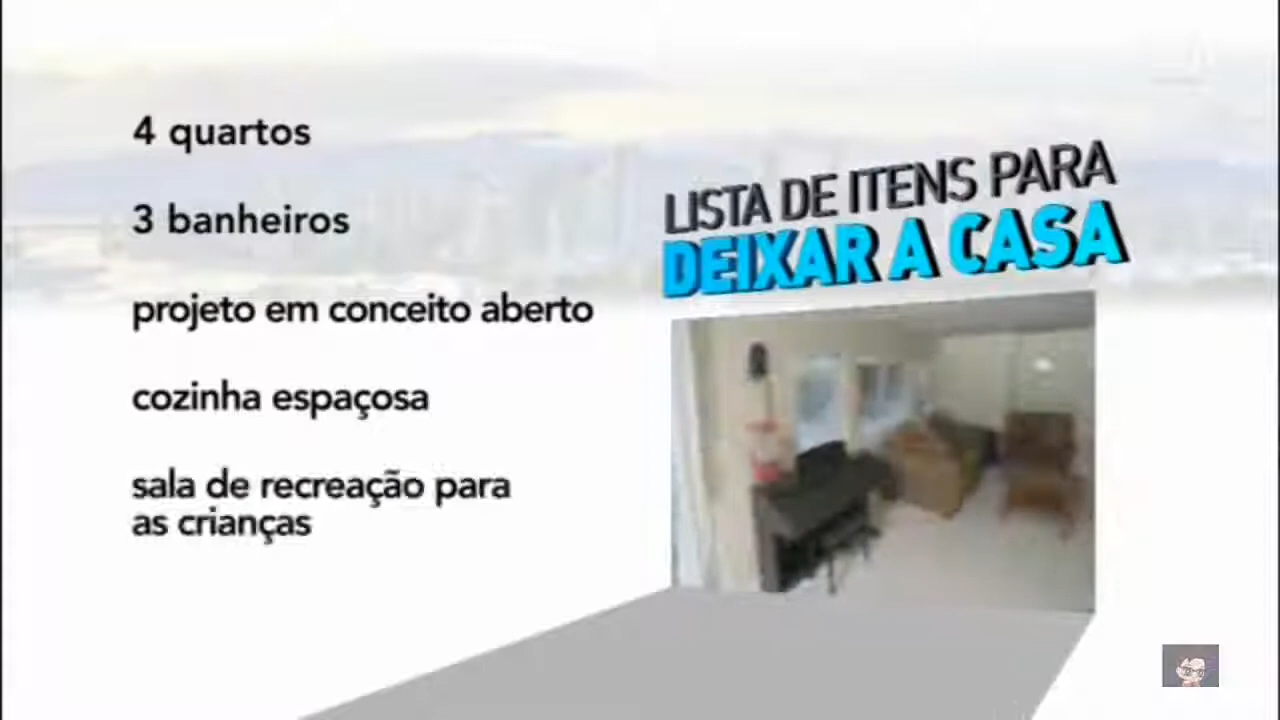 4 quartos
3 banheiros
projeto em conceito aberto
cozinha espaçosa
sala de recreação para
as crianças
LISTA DE ITENS PARA
DEIXAR A CASA